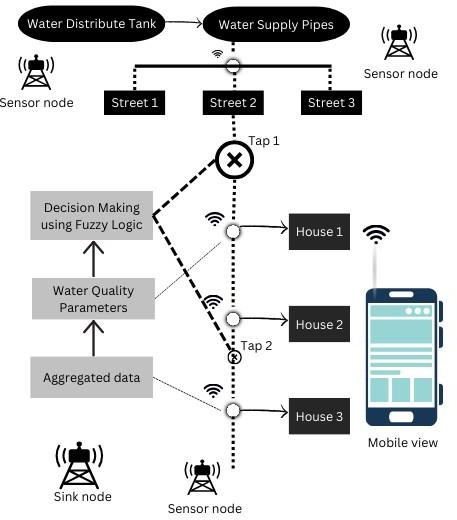 Water Distribute Tank
Water Supply Pipes
Sensor node
Sensor node
Street 1
Street 2
Street 3
Tap 1
Decision Making
using Fuzzy Logic
House 1
Water Quality
Parameters
House 2
Tap 2
Aggregated data
House 3
Mobile view
Sink node
Sensor node